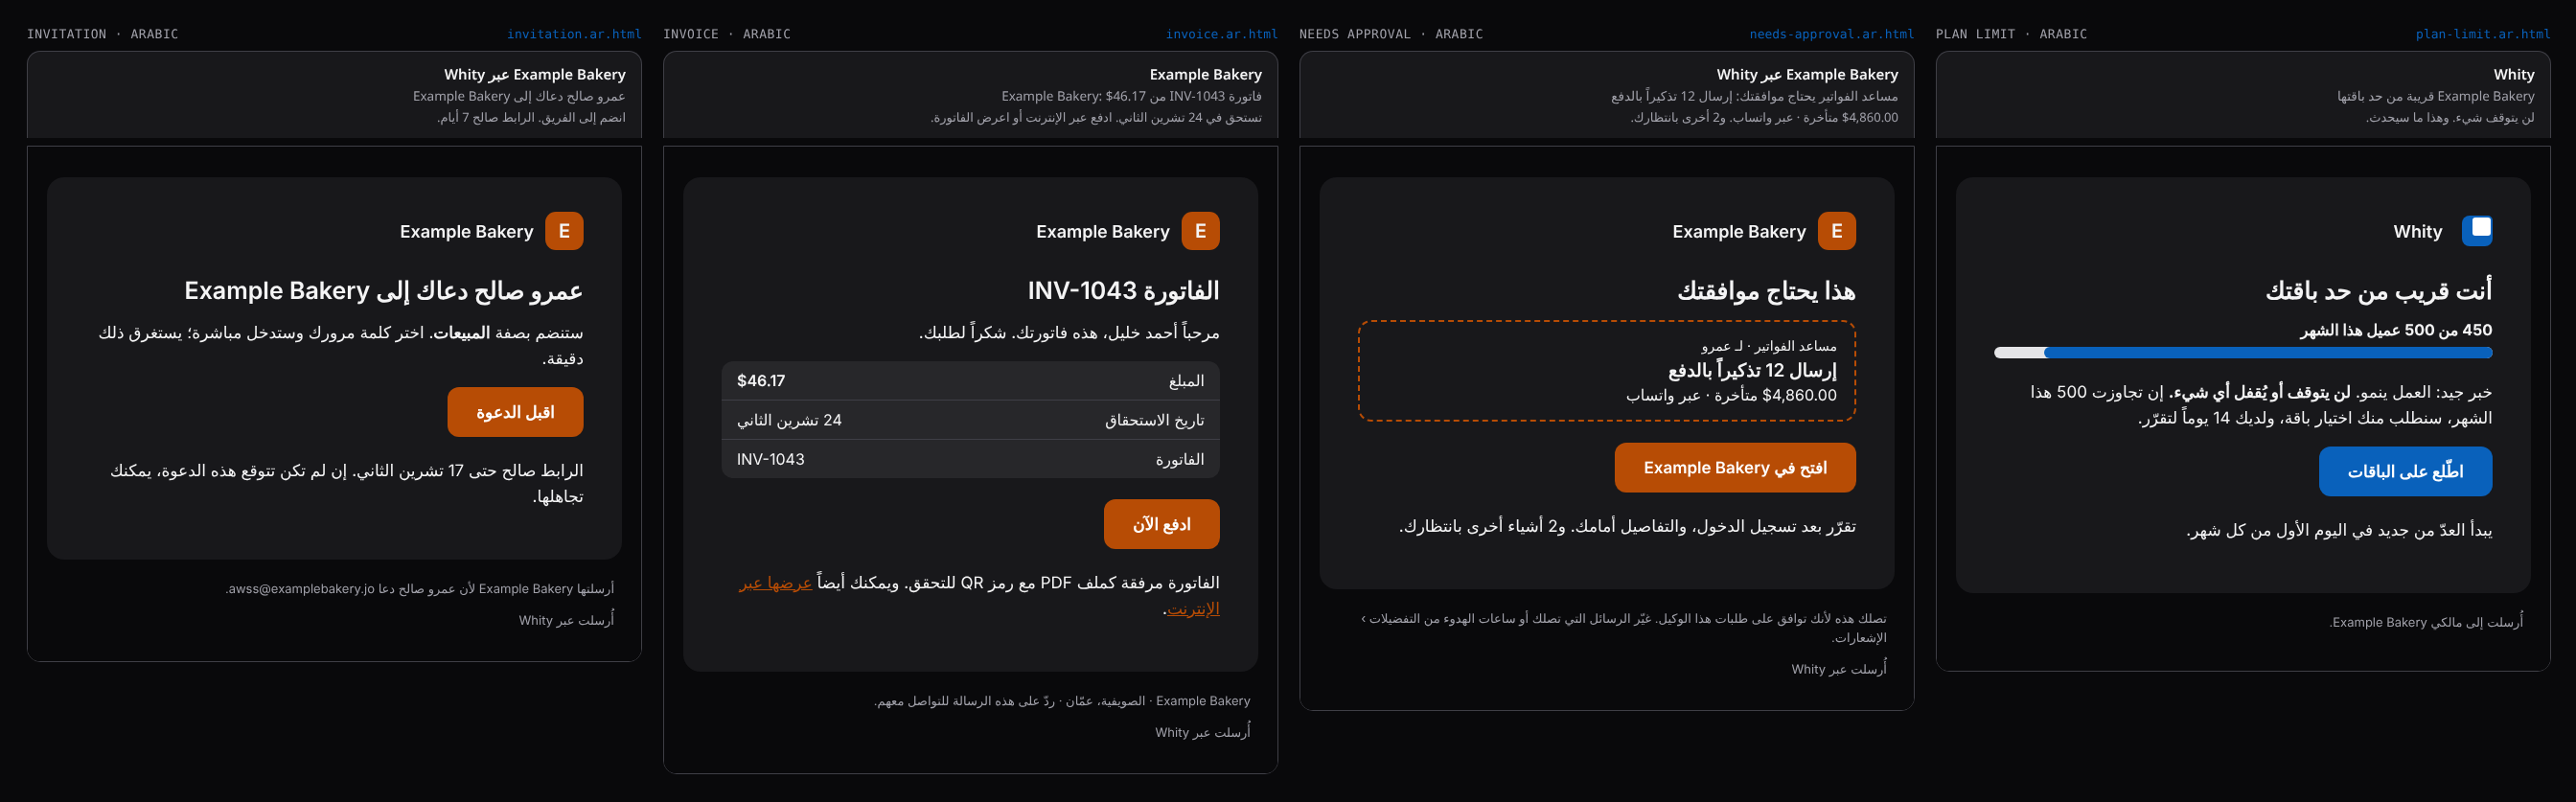 INVITATION · ARABIC
invitation.ar.html
Example Bakery عبر Whity
عمرو صالح دعاك إلى Example Bakery
انضم إلى الفريق. الرابط صالح 7 أيام.
E
Example Bakery
عمرو صالح دعاك إلى Example Bakery
ستنضم بصفة المبيعات. اختر كلمة مرورك وستدخل مباشرة؛ يستغرق ذلك
دقيقة.
اقبل الدعوة
الرابط صالح حتى 17 تشرين الثاني. إن لم تكن تتوقع هذه الدعوة، يمكنك
تجاهلها.
أرسلتها Example Bakery لأن عمرو صالح دعا awss@examplebakery.jo.
أُرسلت عبر Whity
INVOICE · ARABIC
invoice.ar.html
Example Bakery
فاتورة INV-1043 من Example Bakery: $46.17
تستحق في 24 تشرين الثاني. ادفع عبر الإنترنت أو اعرض الفاتورة.
E
Example Bakery
الفاتورة INV-1043
مرحباً أحمد خليل، هذه فاتورتك. شكراً لطلبك.
المبلغ $46.17
تاريخ الاستحقاق 24 تشرين الثاني
الفاتورة INV-1043
ادفع الآن
الفاتورة مرفقة كملف PDF مع رمز QR للتحقق. ويمكنك أيضاً عرضها عبر
الإنترنت.
Example Bakery · الصويفية، عمّان · ردّ على هذه الرسالة للتواصل معهم.
أُرسلت عبر Whity
NEEDS APPROVAL · ARABIC
needs-approval.ar.html
Example Bakery عبر Whity
مساعد الفواتير يحتاج موافقتك: إرسال 12 تذكيراً بالدفع
$4,860.00 متأخرة · عبر واتساب. و2 أخرى بانتظارك.
E
Example Bakery
هذا يحتاج موافقتك
مساعد الفواتير · لـ عمرو
إرسال 12 تذكيراً بالدفع
$4,860.00 متأخرة · عبر واتساب
افتح في Example Bakery
تقرّر بعد تسجيل الدخول، والتفاصيل أمامك. و2 أشياء أخرى بانتظارك.
تصلك هذه لأنك توافق على طلبات هذا الوكيل. غيّر الرسائل التي تصلك أو ساعات الهدوء من التفضيلات ›
الإشعارات.
أُرسلت عبر Whity
PLAN LIMIT · ARABIC
plan-limit.ar.html
Whity
Example Bakery قريبة من حد باقتها
لن يتوقف شيء. وهذا ما سيحدث.
Whity
أنت قريب من حد باقتك
450 من 500 عميل هذا الشهر
خبر جيد: العمل ينمو. لن يتوقف أو يُقفل أي شيء. إن تجاوزت 500 هذا
الشهر، سنطلب منك اختيار باقة، ولديك 14 يوماً لتقرّر.
اطّلع على الباقات
يبدأ العدّ من جديد في اليوم الأول من كل شهر.
أُرسلت إلى مالكي Example Bakery.